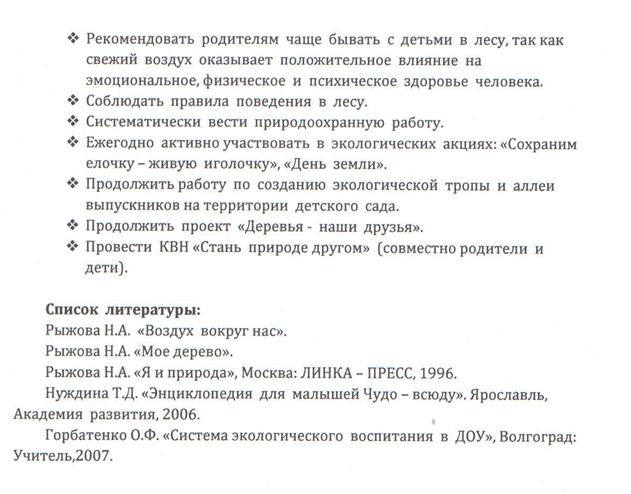 ❖ Рекомендовать родителям чаще бывать с детьми в лесу, так как
свежий воздух оказывает положительное влияние на
эмоциональное, физическое и психическое здоровье человека.
❖ Соблюдать правила поведения в лесу.
❖ Систематически вести природоохранную работу.
❖ Ежегодно активно участвовать в экологических акциях: «Сохраним
елочку – живую иголочку», «День земли».
❖ Продолжить работу по созданию экологической тропы и аллеи
выпускников на территории детского сада.
❖ Продолжить проект «Деревья - наши друзья».
❖ Провести КВН «Стань природе другом» (совместно родители и
дети).
Список литературы:
Рыжова Н.А. «Воздух вокруг нас».
Рыжова Н.А. «Мое дерево».
Рыжова Н.А. «Я и природа», Москва: ЛИНКА – ПРЕСС, 1996.
Нуждина Т.Д. «Энциклопедия для малышей Чудо – всюду». Ярославль,
Академия развития, 2006.
Горбатенко О.Ф. «Система экологического воспитания в ДОУ», Волгоград:
Учитель,2007.